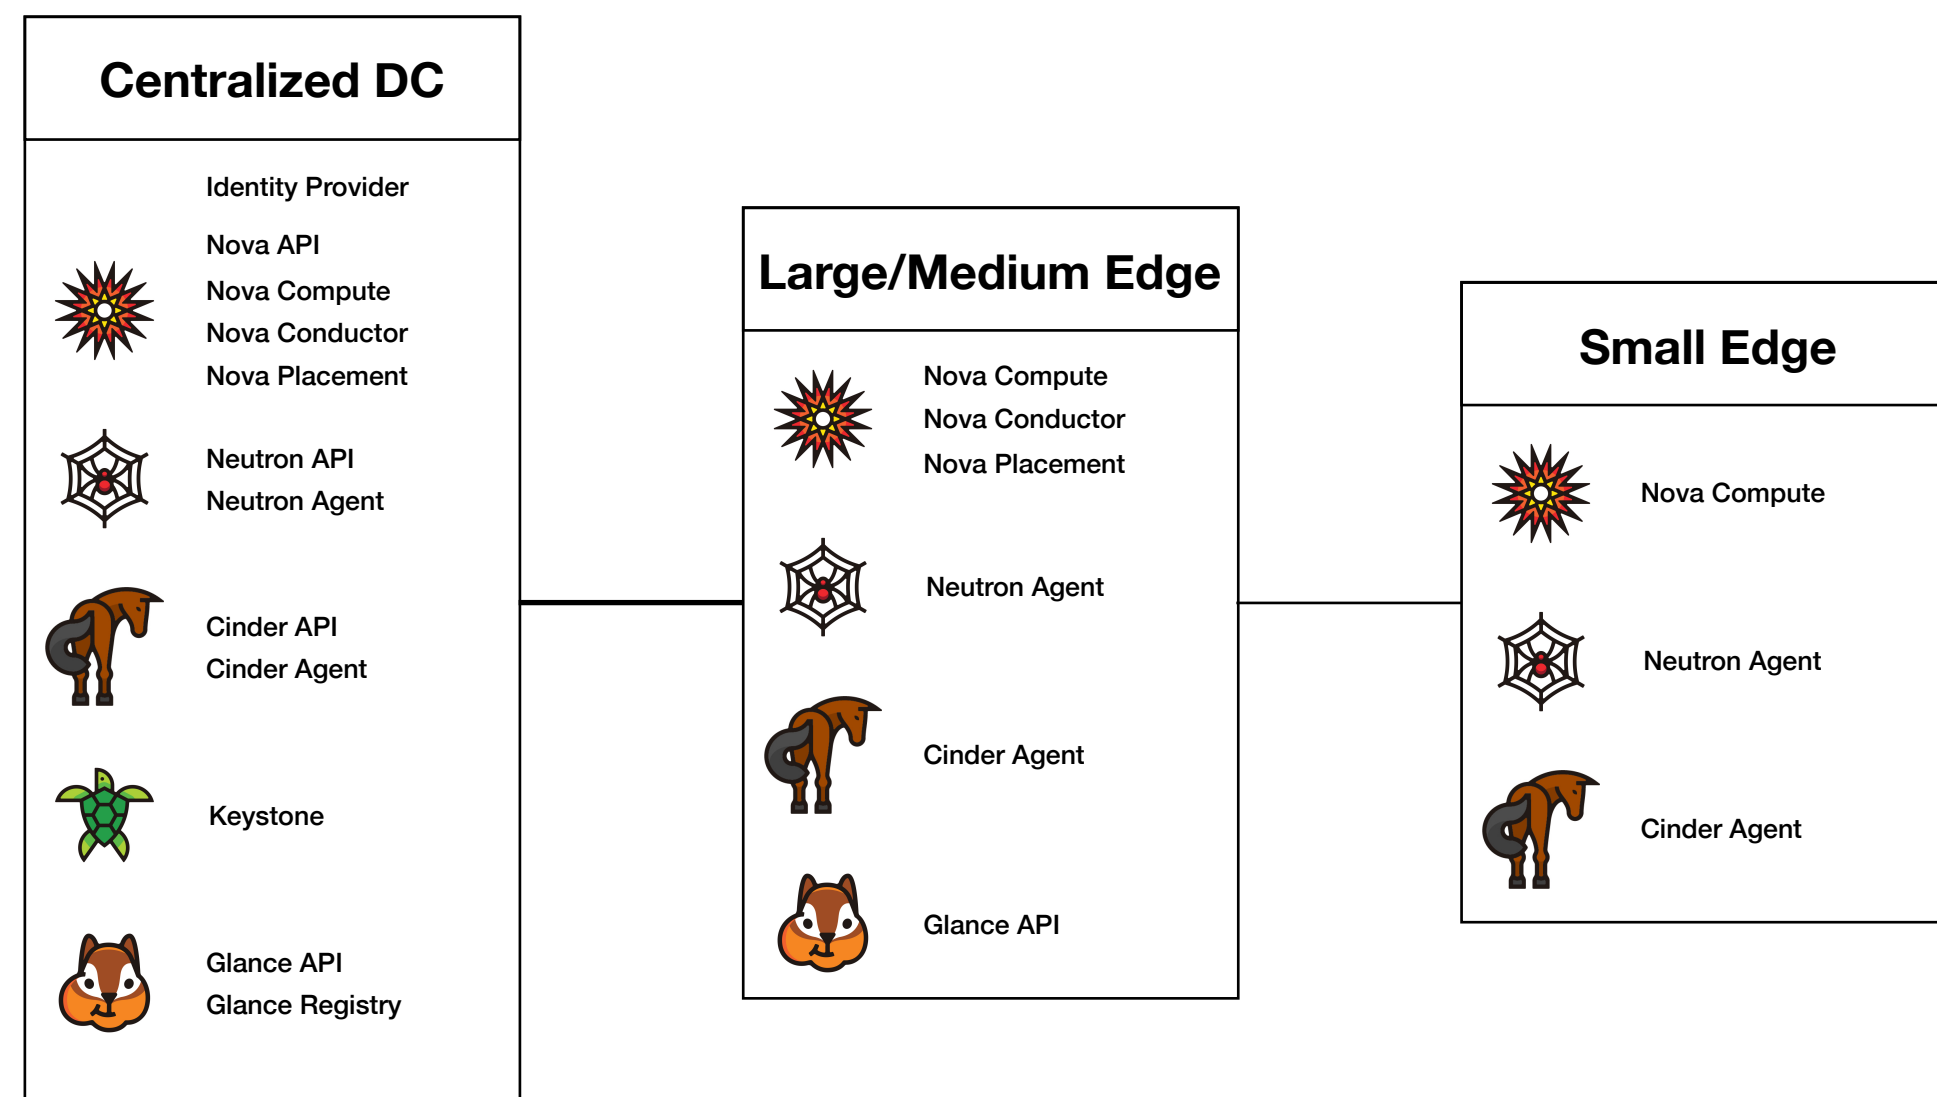 Centralized DC
Identity Provider
Nova API
Nova Compute
Nova Conductor
Nova Placement
Neutron API
Neutron Agent
Cinder API
Cinder Agent
Keystone
Glance API
Glance Registry
Large/Medium Edge
Nova Compute
Nova Conductor
Nova Placement
Neutron Agent
Cinder Agent
Glance API
Small Edge
Nova Compute
Neutron Agent
Cinder Agent